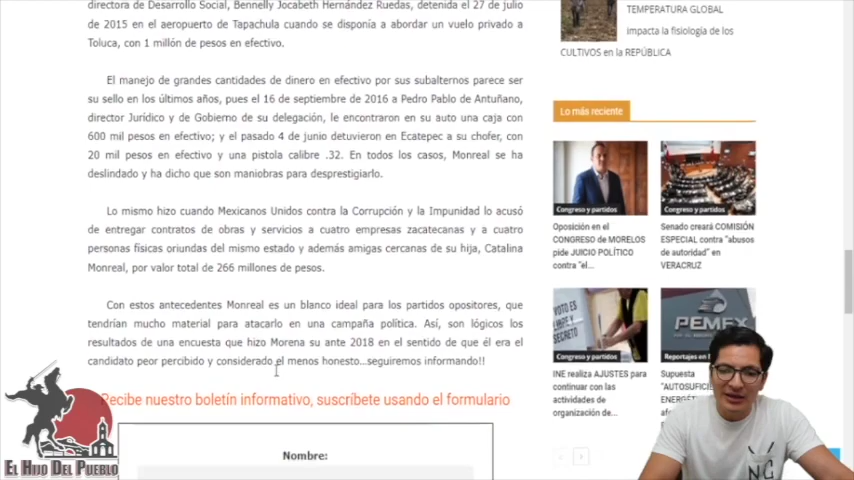 directora de Desarrollo Social, Bennelly Jocabeth Hernández Ruedas, detenida el 27 de julio
de 2015 en el aeropuerto de Tapachula cuando se disponía a abordar un vuelo privado a
Toluca, con 1 millón de pesos en efectivo.
El manejo de grandes cantidades de dinero en efectivo por sus subalternos parece ser
su sello en los últimos años, pues el 16 de septiembre de 2016 a Pedro Pablo de Antuñano,
director Jurídico y de Gobierno de su delegación, le encontraron en su auto una caja con
600 mil pesos en efectivo; y el pasado 4 de junio detuvieron en Ecatepec a su chofer, con
20 mil pesos en efectivo y una pistola calibre .32. En todos los casos, Monreal se ha
deslindado y ha dicho que son maniobras para desprestigiarlo.
Lo mismo hizo cuando Mexicanos Unidos contra la Corrupción y la Impunidad lo acusó
de entregar contratos de obras y servicios a cuatro empresas zacatecanas y a cuatro
personas físicas oriundas del mismo estado y además amigas cercanas de su hija, Catalina
Monreal, por valor total de 266 millones de pesos.
Con estos antecedentes Monreal es un blanco ideal para los partidos opositores, que
tendrían mucho material para atacarlo en una campaña política. Así, son lógicos los
resultados de una encuesta que hizo Morena su ante 2018 en el sentido de que él era el
candidato peor percibido y considerado el menos honesto...seguiremos informando!!
Recibe nuestro boletín informativo, suscríbete usando el formulario
Nombre:
EL HIJO DEL PUEBLO
TEMPERATURA GLOBAL
impacta la fisiología de los
CULTIVOS en la REPÚBLICA
Lo más reciente
Congreso y partidos
Oposición en el
CONGRESO de MORELOS
pide JUICIO POLÍTICO
contra "el...
Congreso y partidos
Senado creará COMISIÓN
ESPECIAL contra "abusos
de autoridad" en
VERACRUZ
VOTO ES
SECRETO
Congreso y partidos
INE realiza AJUSTES para
continuar con las
actividades de
organización de...
PEMEX
Reportajes en
Supuesta